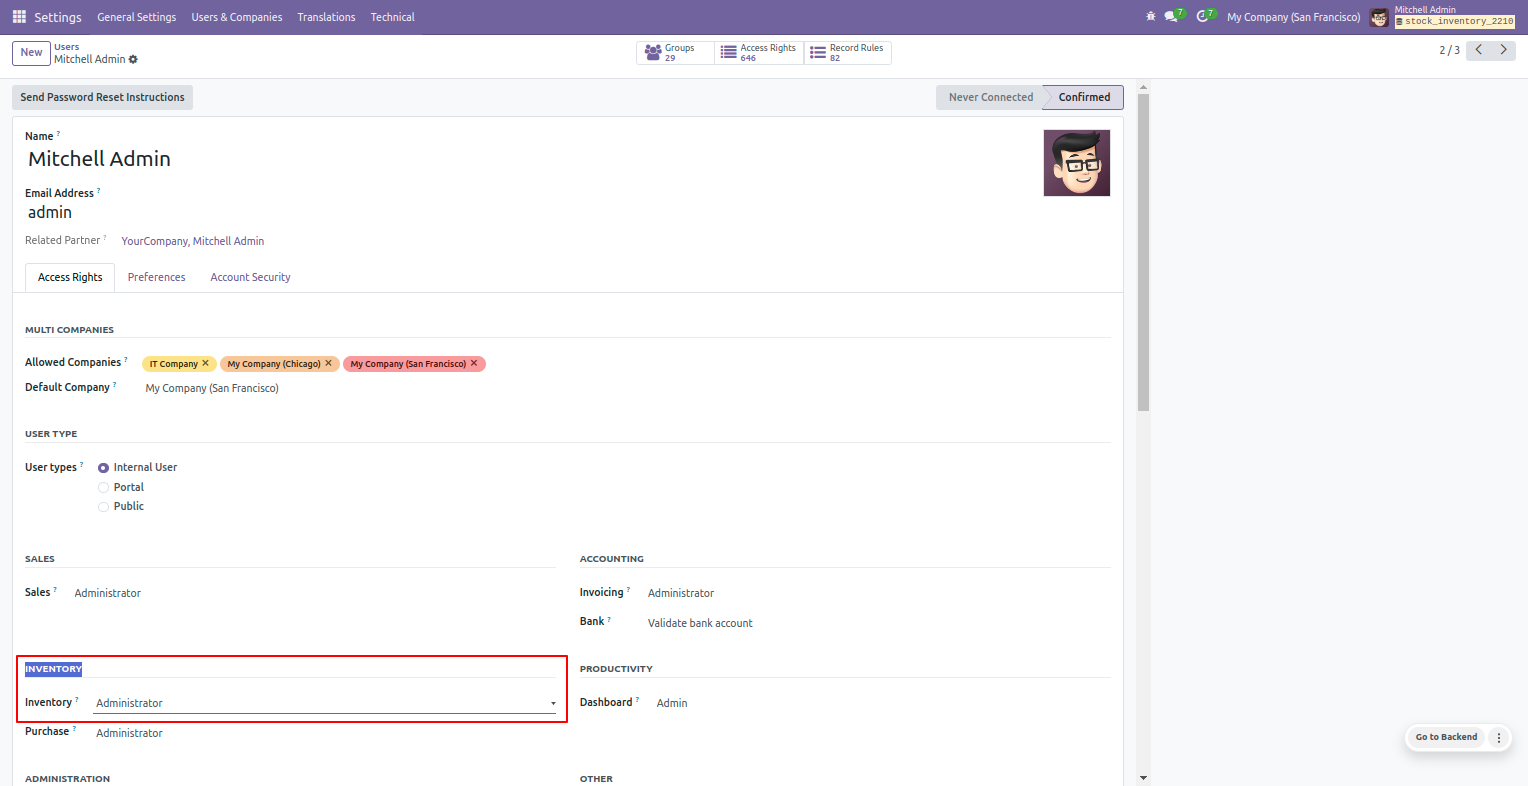 Settings General Settings Users & Companies Translations Technical 7 7 My Company (San Francisco) Mitchell Admin
stock_inventory_2210
New Users
Mitchell Admin
Groups
29
Access Rights
646
Record Rules
82
2 / 3
Send Password Reset Instructions Never Connected Confirmed
Name ?
Mitchell Admin
Email Address ?
admin
Related Partner ? YourCompany, Mitchell Admin
Access Rights Preferences Account Security
MULTI COMPANIES
Allowed Companies ? IT Company × My Company (Chicago) × My Company (San Francisco) ×
Default Company ? My Company (San Francisco)
USER TYPE
User types ? Internal User
Portal
Public
SALES ACCOUNTING
Sales ? Administrator Invoicing ? Administrator
Bank ? Validate bank account
INVENTORY PRODUCTIVITY
Inventory ? Administrator Dashboard ? Admin
Purchase ? Administrator
Go to Backend
ADMINISTRATION OTHER